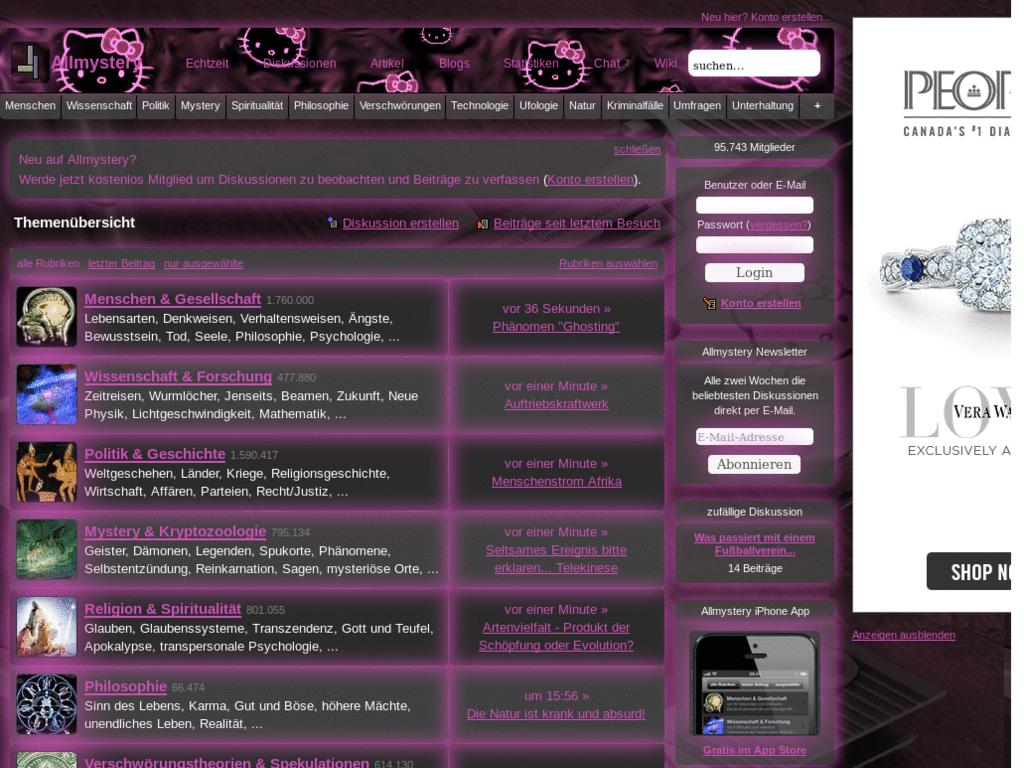 Neu hier? Konto erstellen...
Allmystery
Echtzeit
Diskussionen
Artikel
Blogs
Statistiken
Chat 7
Wiki
suchen...
Menschen
Wissenschaft
Politik
Mystery
Spiritualität
Philosophie
Verschwörungen
Technologie
Ufologie
Natur
Kriminalfälle
Umfragen
Unterhaltung
+
schließen
Neu auf Allmystery?
Werde jetzt kostenlos Mitglied um Diskussionen zu beobachten und Beiträge zu verfassen (Konto erstellen).
Themenübersicht
Diskussion erstellen
Beiträge seit letztem Besuch
alle Rubriken
letzter Beitrag
nur ausgewählte
Rubriken auswählen
Menschen & Gesellschaft 1.760.000
Lebensarten, Denkweisen, Verhaltensweisen, Ängste,
Bewusstsein, Tod, Seele, Philosophie, Psychologie, ...
vor 36 Sekunden »
Phänomen "Ghosting"
Wissenschaft & Forschung 477.880
Zeitreisen, Wurmlöcher, Jenseits, Beamen, Zukunft, Neue
Physik, Lichtgeschwindigkeit, Mathematik, ...
vor einer Minute »
Auftriebskraftwerk
Politik & Geschichte 1.590.417
Weltgeschehen, Länder, Kriege, Religionsgeschichte,
Wirtschaft, Affären, Parteien, Recht/Justiz, ...
vor einer Minute »
Menschenstrom Afrika
Mystery & Kryptozoologie 795.134
Geister, Dämonen, Legenden, Spukorte, Phänomene,
Selbstentzündung, Reinkarnation, Sagen, mysteriöse Orte, ...
vor einer Minute »
Seltsames Ereignis bitte
erklaren... Telekinese
Religion & Spiritualität 801.055
Glauben, Glaubenssysteme, Transzendenz, Gott und Teufel,
Apokalypse, transpersonale Psychologie, ...
vor einer Minute »
Artenvielfalt - Produkt der
Schöpfung oder Evolution?
Philosophie 66.474
Sinn des Lebens, Karma, Gut und Böse, höhere Mächte,
unendliches Leben, Realität, ...
um 15:56 »
Die Natur ist krank und absurd!
Verschwörungstheorien & Spekulationen 614.130
95.743 Mitglieder
Benutzer oder E-Mail
Passwort (vergessen?)
Login
Konto erstellen
Allmystery Newsletter
Alle zwei Wochen die
beliebtesten Diskussionen
direkt per E-Mail.
E-Mail-Adresse
Abonnieren
zufällige Diskussion
Was passiert mit einem
Fußballverein...
14 Beiträge
Allmystery iPhone App
Menschen & Gesellschaft
Wissenschaft & Forschung
Gratis im App Store
CANADA'S #1 DIA
LOV
VERA WA
EXCLUSIVELY A
SHOP NO
Anzeigen ausblenden